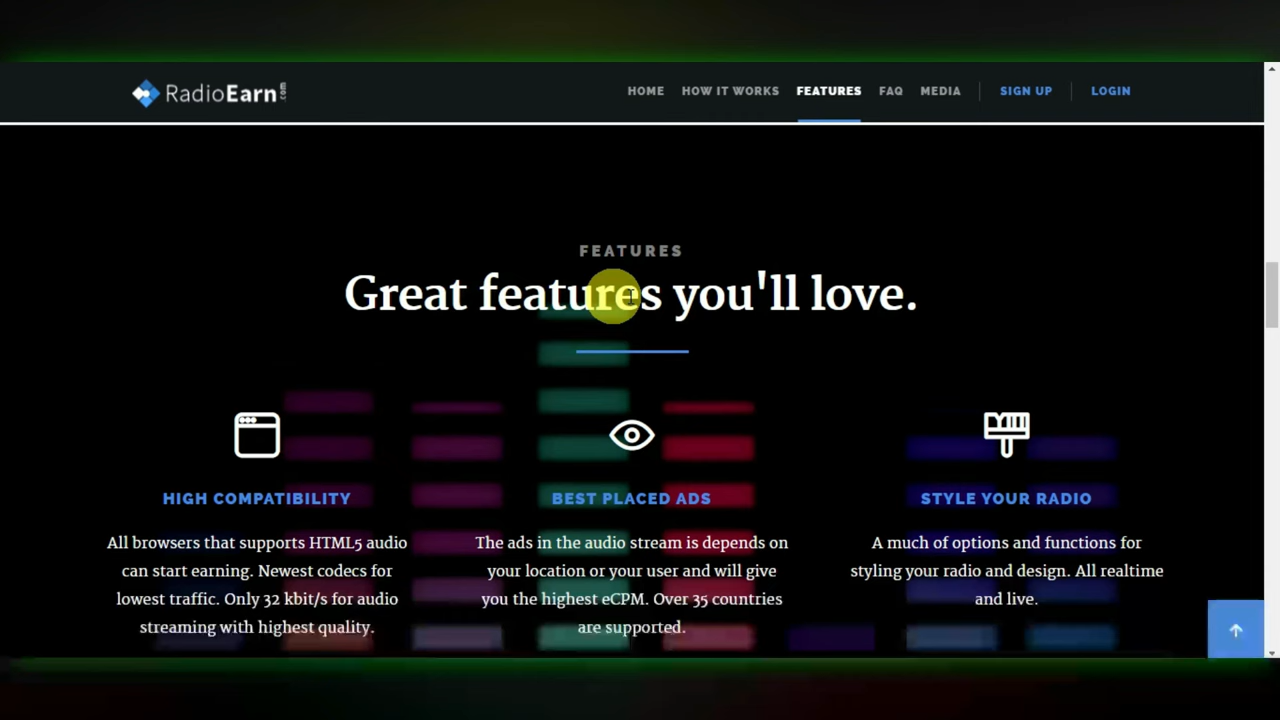 RadioEarn.com
HOME HOW IT WORKS FEATURES FAQ MEDIA SIGN UP LOGIN
FEATURES
Great features you'll love.
HIGH COMPATIBILITY
All browsers that supports HTML5 audio
can start earning. Newest codecs for
lowest traffic. Only 32 kbit/s for audio
streaming with highest quality.
BEST PLACED ADS
The ads in the audio stream is depends on
your location or your user and will give
you the highest eCPM. Over 35 countries
are supported.
STYLE YOUR RADIO
A much of options and functions for
styling your radio and design. All realtime
and live.